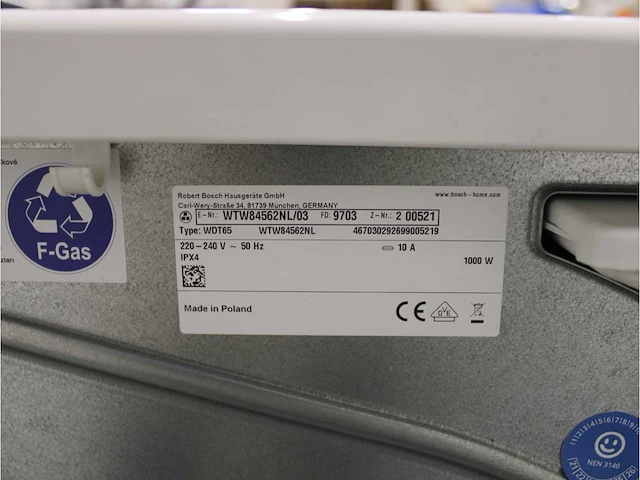 Robert Bosch Hausgeräte GmbH
Carl-Wery-Straße 34, 81739 München, GERMANY
www.bosch-home.com
E-Nr.: WTW84562NL/03 FD: 9703 Z-Nr.: 2 00521
Type: WDT65 WTW84562NL 467030292699005219
220-240 V ~ 50 Hz 10 A
IPX4 1000 W
Made in Poland
CE
VDE
F-Gas
NEN 3140